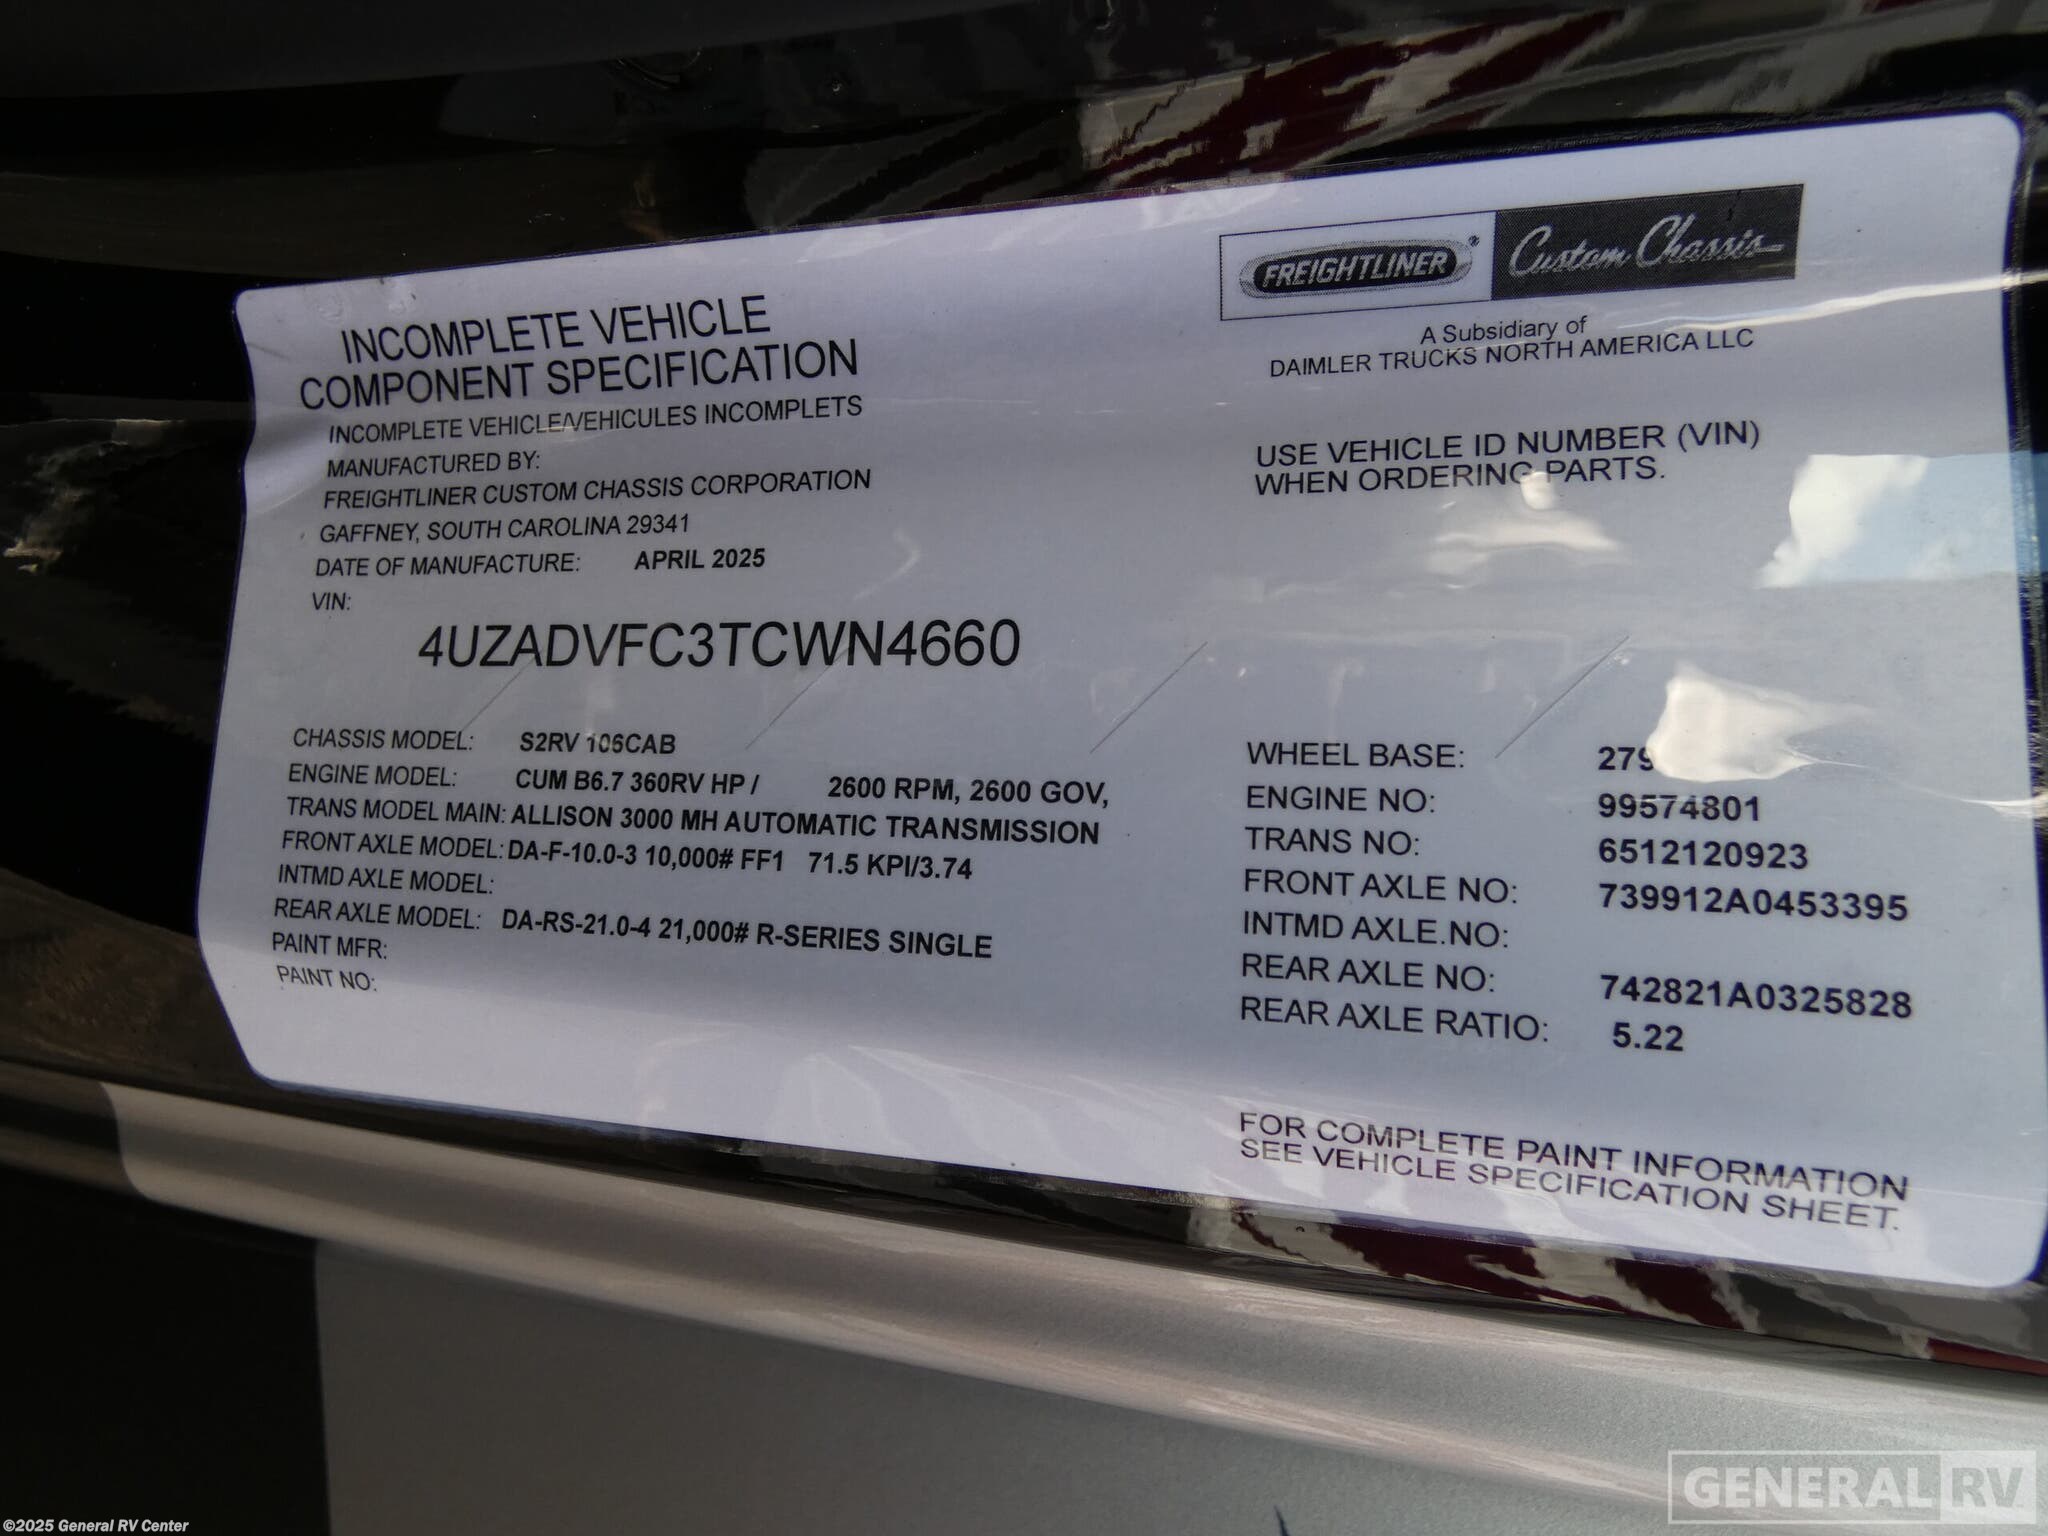 INCOMPLETE VEHICLE
COMPONENT SPECIFICATION
INCOMPLETE VEHICLE/VEHICULES INCOMPLETS
MANUFACTURED BY:
FREIGHTLINER CUSTOM CHASSIS CORPORATION
GAFFNEY, SOUTH CAROLINA 29341
DATE OF MANUFACTURE: APRIL 2025
VIN:
4UZADVFC3TCWN4660
CHASSIS MODEL: S2RV 106CAB
ENGINE MODEL: CUM B6.7 360RV HP / 2600 RPM, 2600 GOV,
TRANS MODEL MAIN: ALLISON 3000 MH AUTOMATIC TRANSMISSION
FRONT AXLE MODEL: DA-F-10.0-3 10,000# FF1 71.5 KPI/3.74
INTMD AXLE MODEL:
REAR AXLE MODEL: DA-RS-21.0-4 21,000# R-SERIES SINGLE
PAINT MFR:
PAINT NO:
FREIGHTLINER® Custom Chassis
A Subsidiary of
DAIMLER TRUCKS NORTH AMERICA LLC
USE VEHICLE ID NUMBER (VIN)
WHEN ORDERING PARTS.
WHEEL BASE: 279
ENGINE NO: 99574801
TRANS NO: 6512120923
FRONT AXLE NO: 739912A0453395
INTMD AXLE.NO:
REAR AXLE NO: 742821A0325828
REAR AXLE RATIO: 5.22
FOR COMPLETE PAINT INFORMATION
SEE VEHICLE SPECIFICATION SHEET.
GENERAL RV
©2025 General RV Center